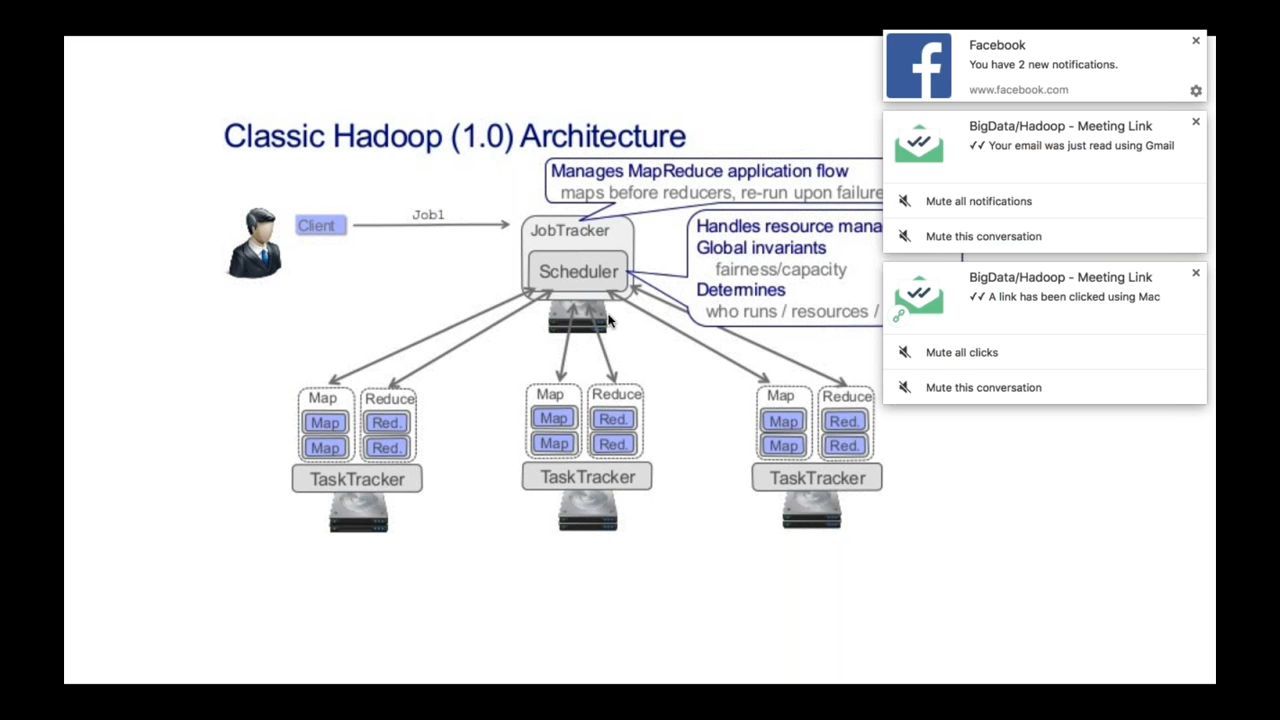 Classic Hadoop (1.0) Architecture
Manages MapReduce application flow
maps before reducers, re-run upon failure
Client
Job1
JobTracker
Scheduler
Handles resource mana
Global invariants
fairness/capacity
Determines
who runs / resources /
Map
Reduce
Map
Red.
Map
Red.
TaskTracker
Map
Reduce
Map
Red.
Map
Red.
TaskTracker
Map
Reduce
Map
Red.
Map
Red.
TaskTracker
Facebook
You have 2 new notifications.
www.facebook.com
BigData/Hadoop - Meeting Link
✓✓ Your email was just read using Gmail
Mute all notifications
Mute this conversation
BigData/Hadoop - Meeting Link
✓✓ A link has been clicked using Mac
Mute all clicks
Mute this conversation